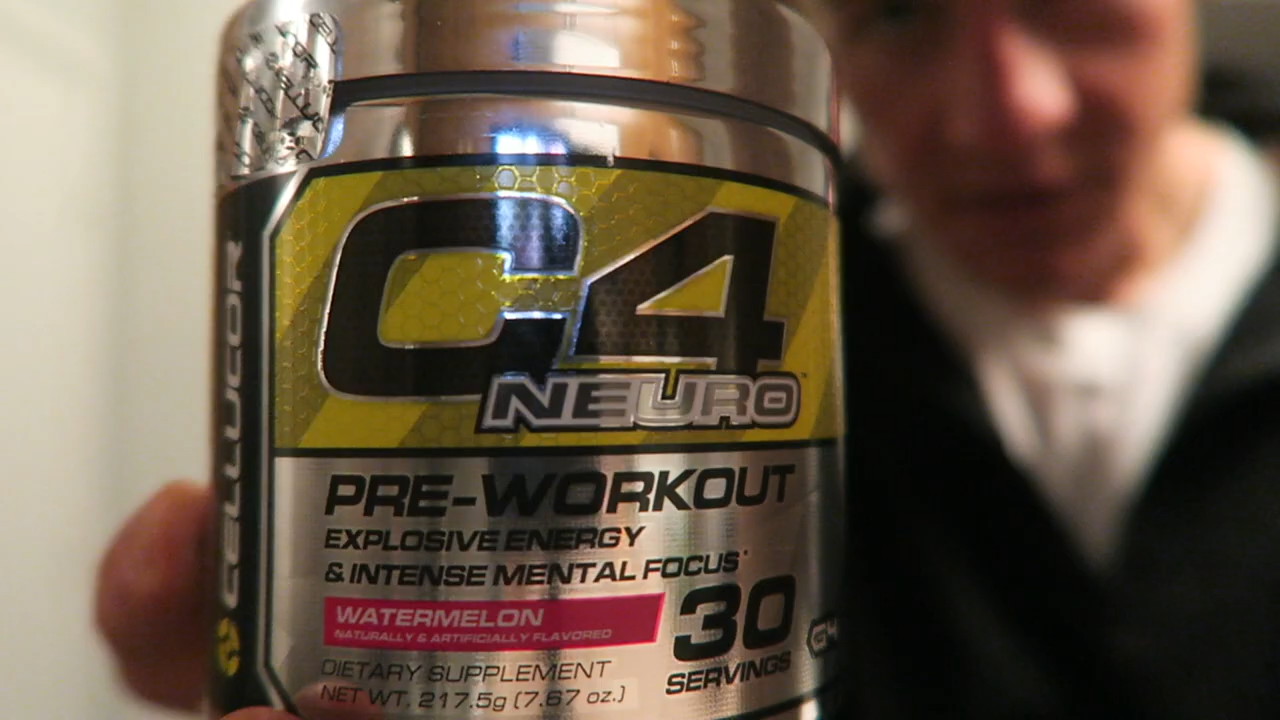 C4
NEURO™
CELLUCOR
PRE-WORKOUT
EXPLOSIVE ENERGY
& INTENSE MENTAL FOCUS*
WATERMELON
NATURALLY & ARTIFICIALLY FLAVORED
30
SERVINGS
DIETARY SUPPLEMENT
NET WT. 217.5g (7.67 oz.)